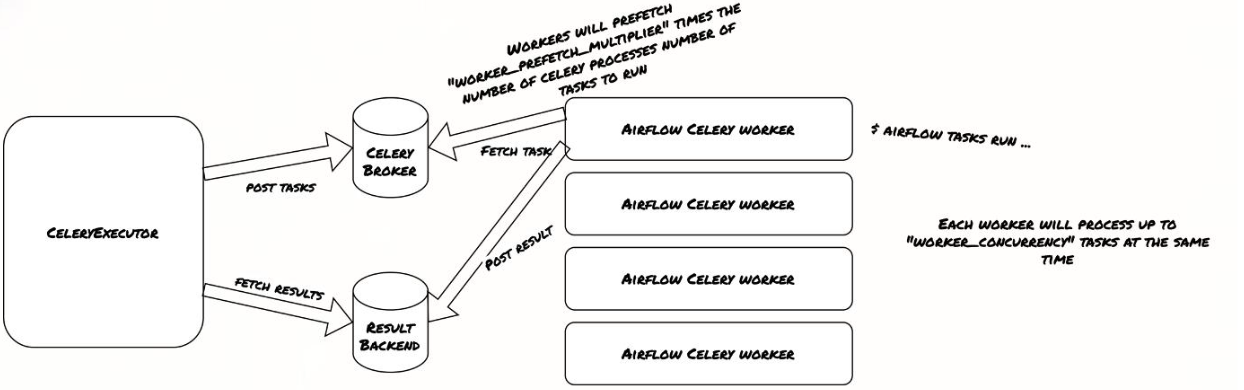 Workers will prefetch
"worker_prefetch_multiplier" times the
number of celery processes number of
tasks to run
Airflow Celery worker
$ airflow tasks run ...
Celery
Broker
Fetch task
post tasks
Airflow Celery worker
CeleryExecutor
Each worker will process up to
"worker_concurrency" tasks at the same
time
post result
Airflow Celery worker
fetch results
Result
Backend
Airflow Celery worker